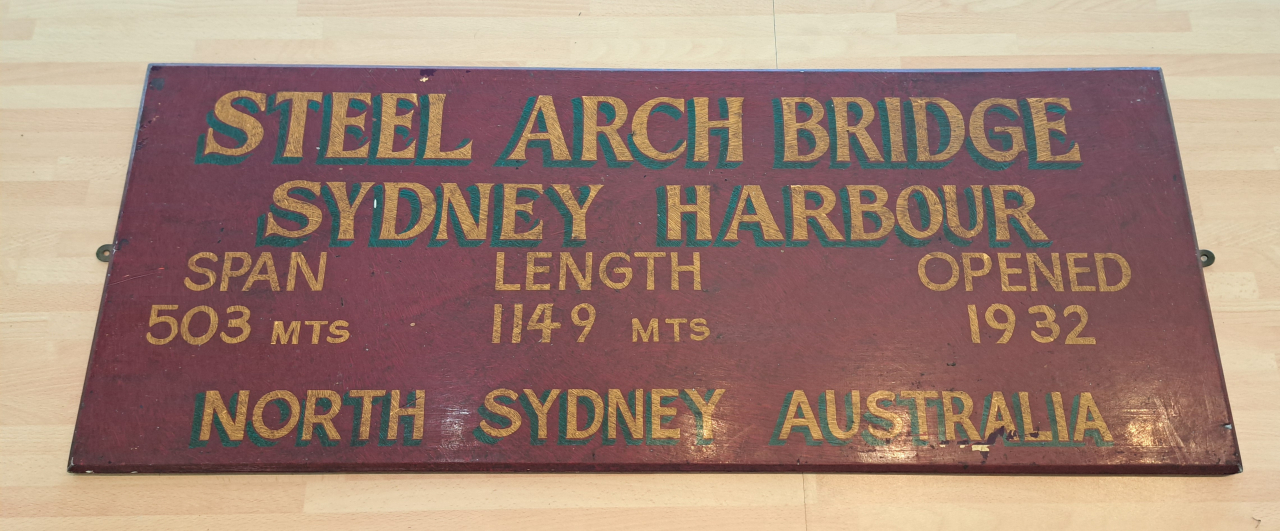 STEEL ARCH BRIDGE
SYDNEY HARBOUR
SPAN LENGTH OPENED
503 MTS 1149 MTS 1932
NORTH SYDNEY AUSTRALIA